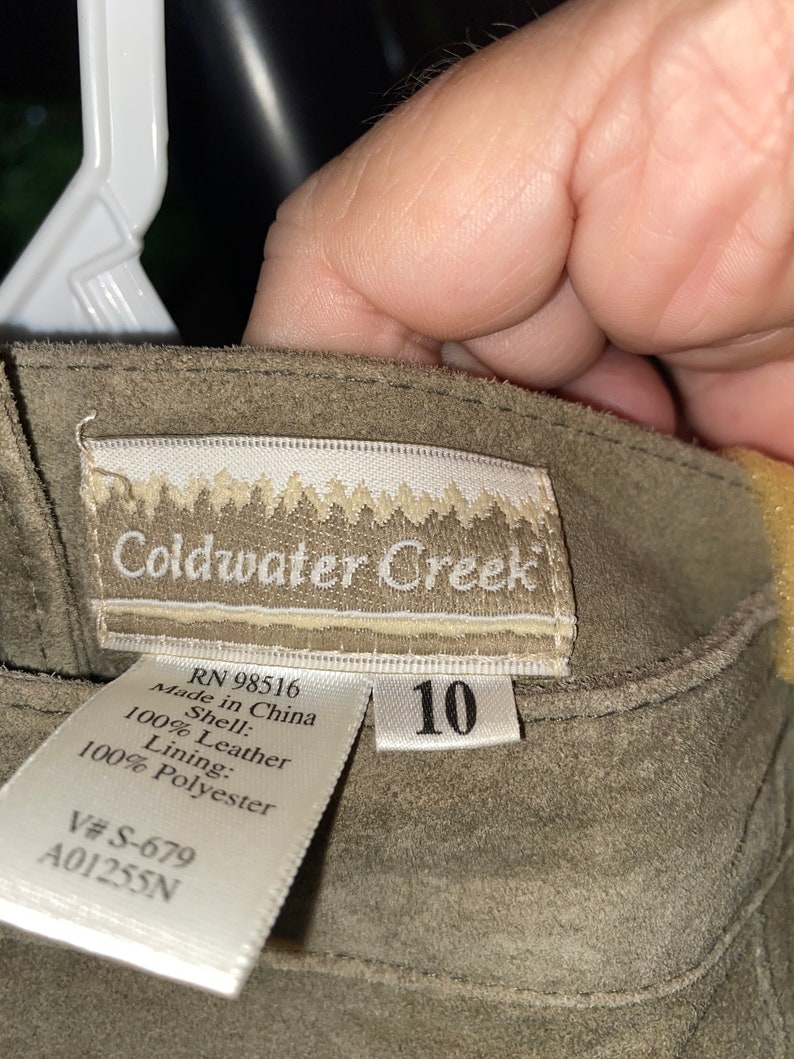 Coldwater Creek
10
RN 98516
Made in China
Shell:
100% Leather
Lining:
100% Polyester
V# S-679
A01255N